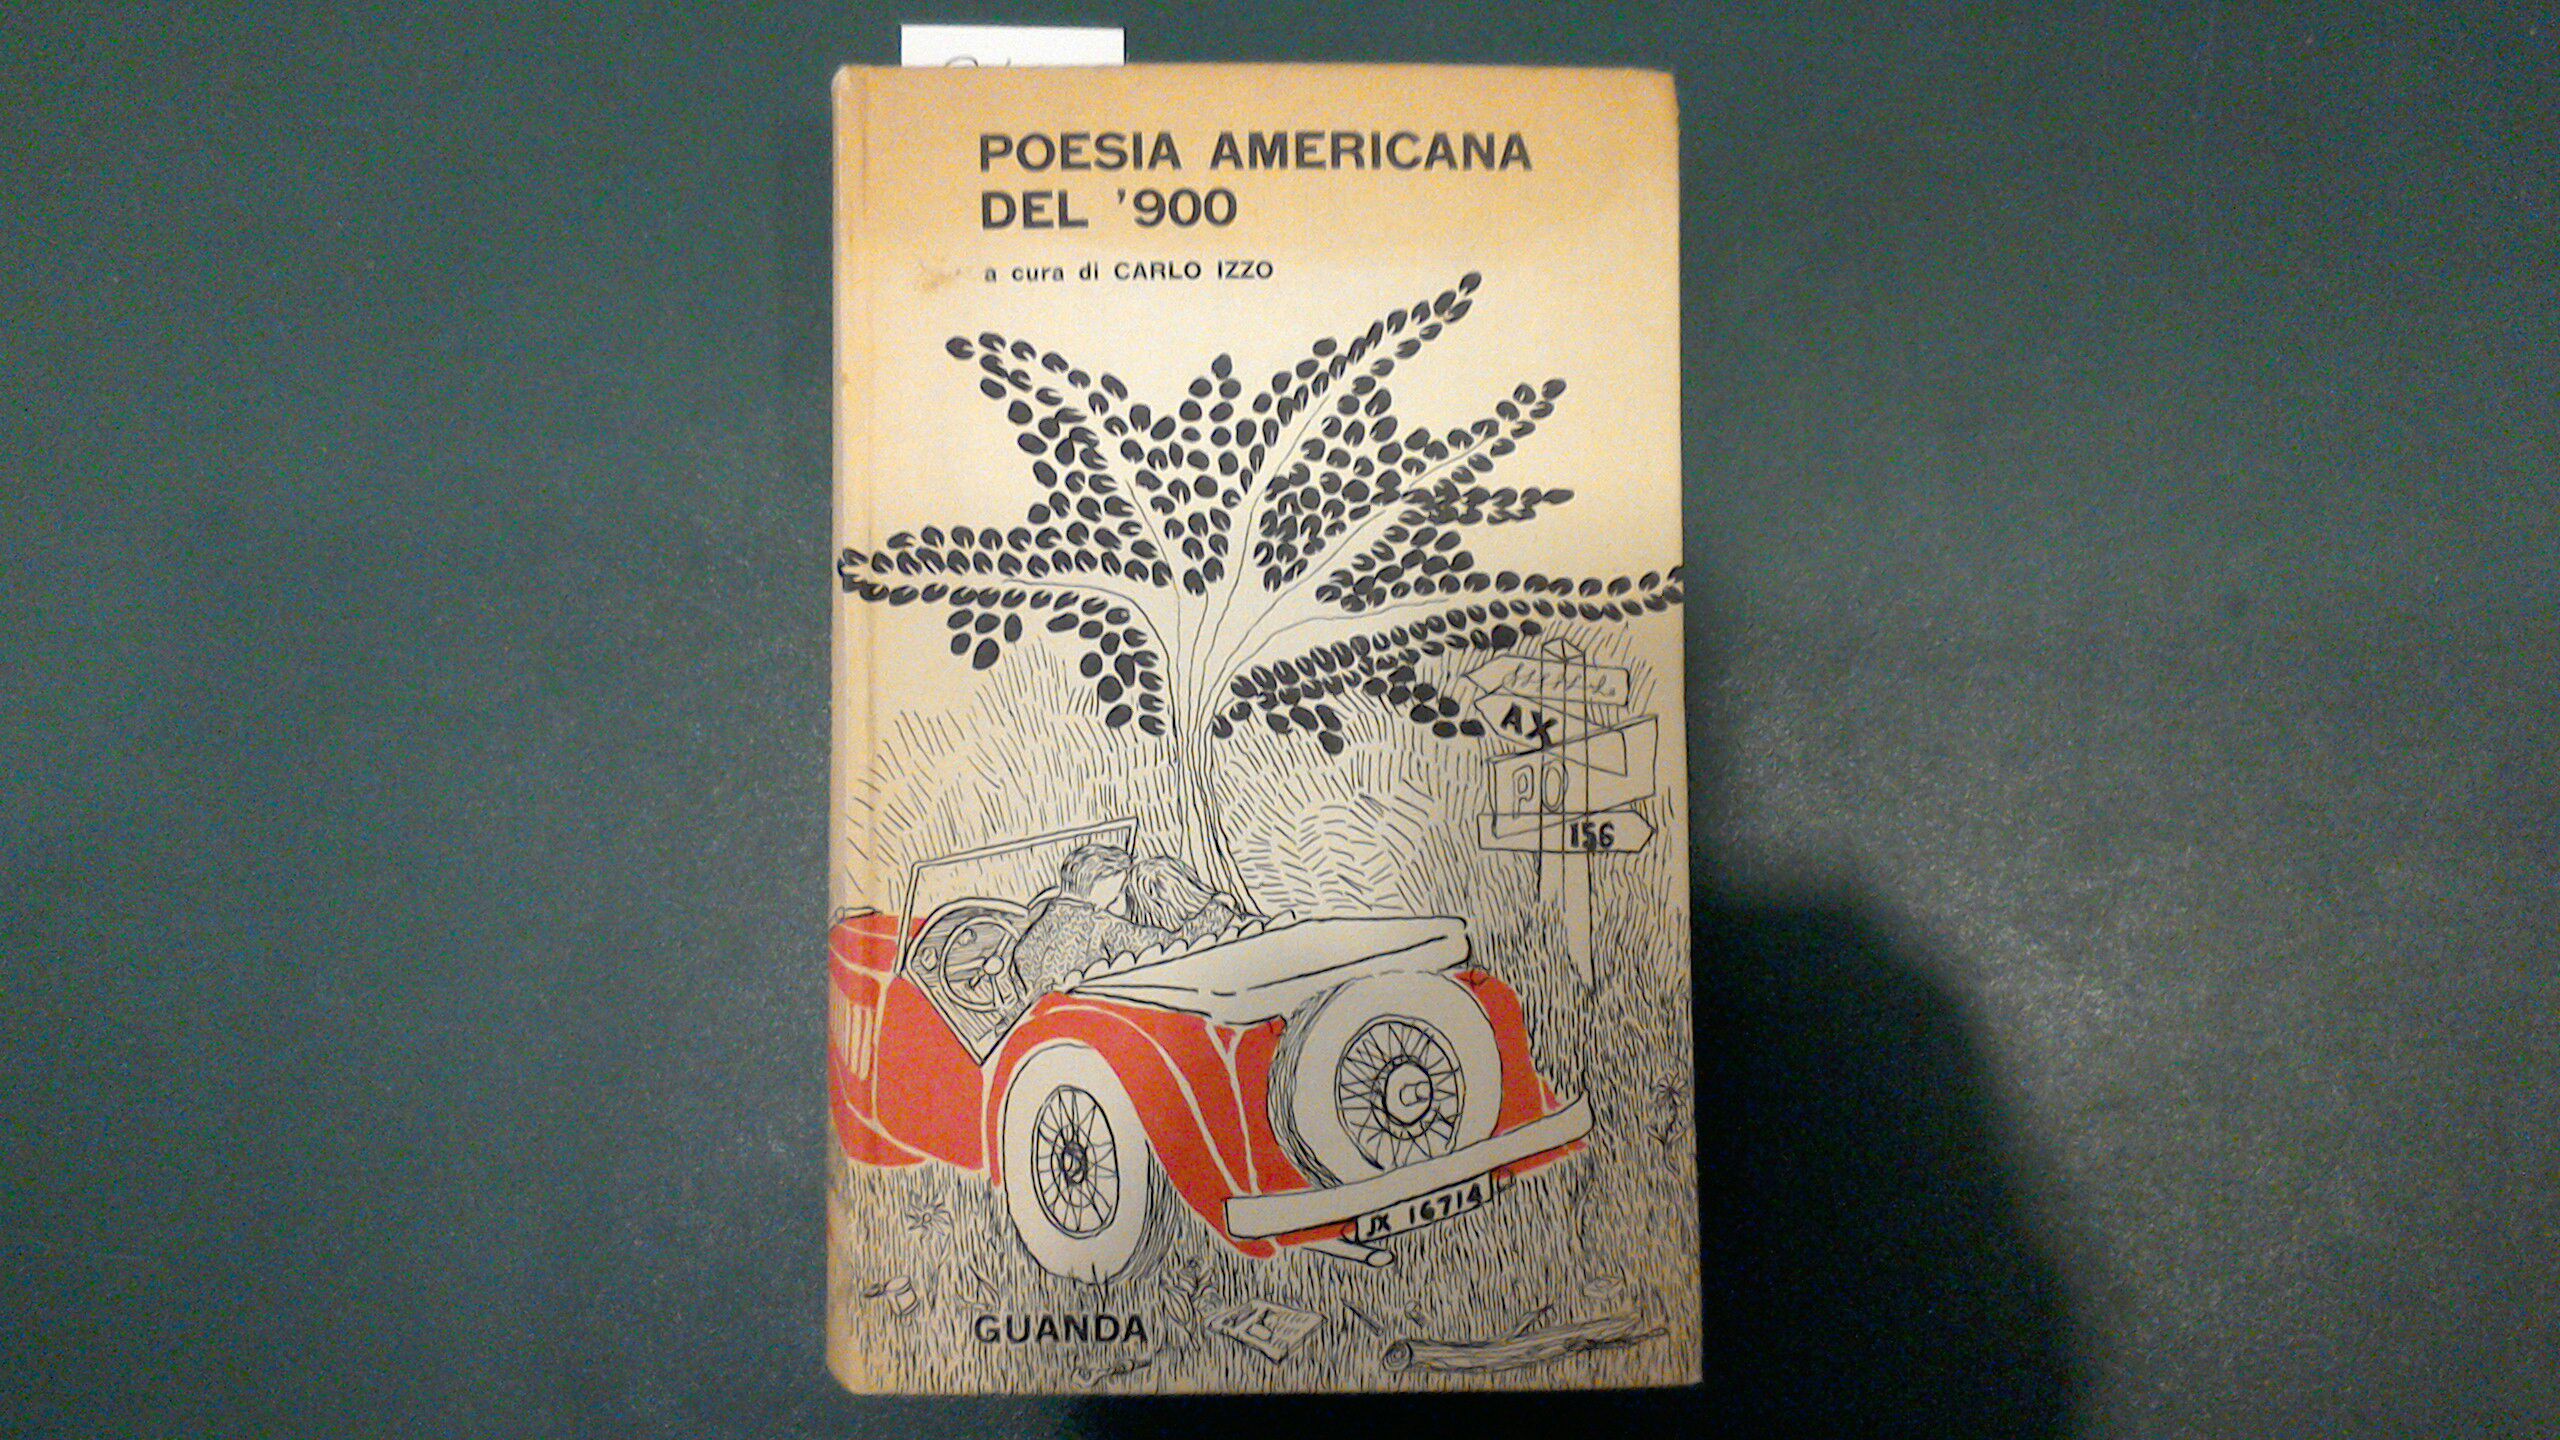 POESIA AMERICANA
DEL '900
a cura di CARLO IZZO
AX
PO
156
JX 16714
GUANDA